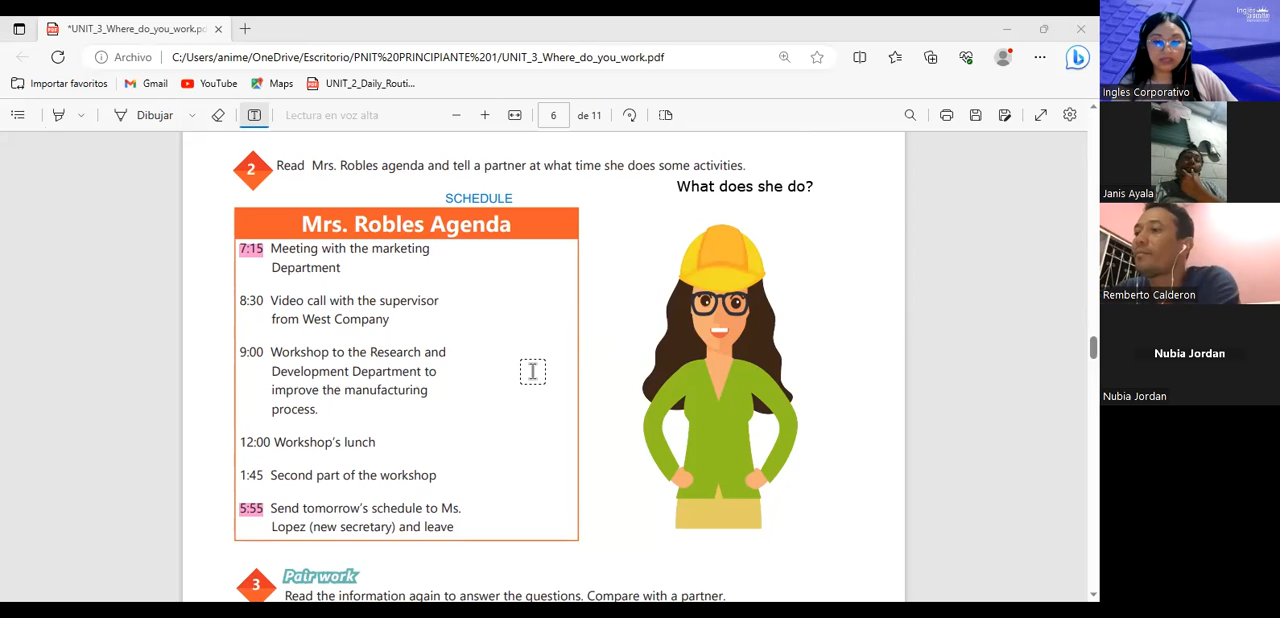 *UNIT_3_Where_do_you_work.pd
Archivo
C:/Users/anime/OneDrive/Escritorio/PNIT%20PRINCIPIANTE%201/UNIT_3_Where_do_you_work.pdf
Importar favoritos
Gmail
YouTube
Maps
UNIT_2_Daily_Routi...
Dibujar
Lectura en voz alta
6
de 11
2
Read Mrs. Robles agenda and tell a partner at what time she does some activities.
What does she do?
SCHEDULE
Mrs. Robles Agenda
7:15 Meeting with the marketing
Department
8:30 Video call with the supervisor
from West Company
9:00 Workshop to the Research and
Development Department to
improve the manufacturing
process.
12:00 Workshop's lunch
1:45 Second part of the workshop
5:55 Send tomorrow's schedule to Ms.
Lopez (new secretary) and leave
3
Pair work
Read the information again to answer the questions. Compare with a partner.
Ingles Corporativo
Janis Ayala
Remberto Calderon
Nubia Jordan
Nubia Jordan